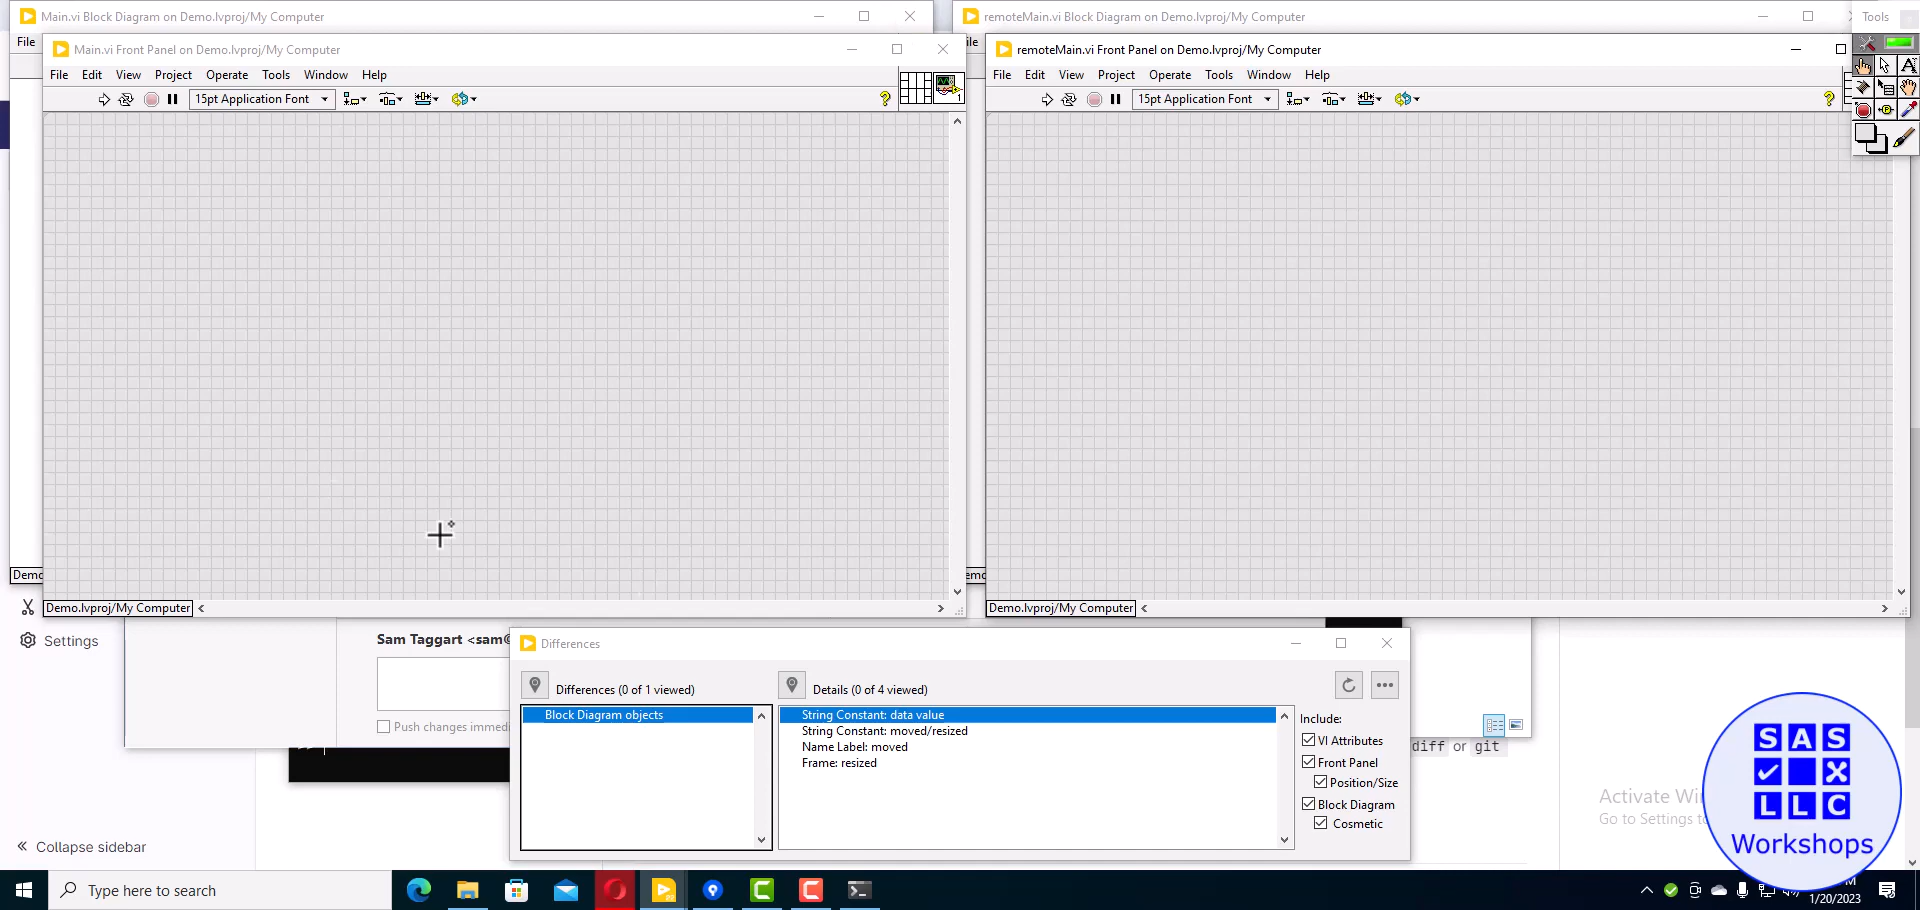 Main.vi Block Diagram on Demo.lvproj/My Computer
remoteMain.vi Block Diagram on Demo.lvproj/My Computer
Tools
File
Main.vi Front Panel on Demo.lvproj/My Computer
ile
remoteMain.vi Front Panel on Demo.lvproj/My Computer
File Edit View Project Operate Tools Window Help
File Edit View Project Operate Tools Window Help
15pt Application Font
15pt Application Font
Demo
emo
Demo.lvproj/My Computer
Demo.lvproj/My Computer
Settings
Sam Taggart <sam@
Push changes immedi
Differences
Differences (0 of 1 viewed)
Details (0 of 4 viewed)
Block Diagram objects
String Constant: data value
String Constant: moved/resized
Name Label: moved
Frame: resized
Include:
VI Attributes
Front Panel
Position/Size
Block Diagram
Cosmetic
diff or git
Activate Wi
Go to Settings t
SAS
LLC
Workshops
Collapse sidebar
Type here to search
M
1/20/2023